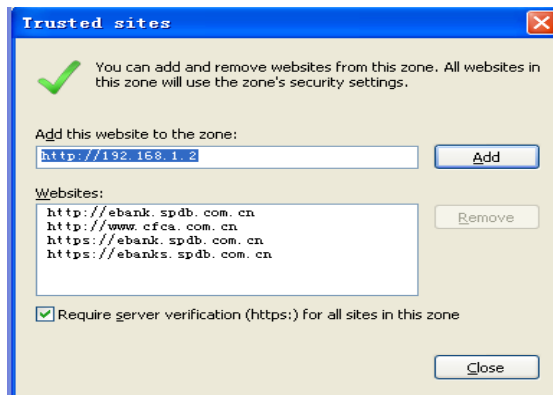 Trusted sites
You can add and remove websites from this zone. All websites in
this zone will use the zone's security settings.
Add this website to the zone:
http://192.168.1.2
Add
Websites:
http://ebank.spdb.com.cn
http://www.cfca.com.cn
https://ebank.spdb.com.cn
https://ebanks.spdb.com.cn
Remove
Require server verification (https:) for all sites in this zone
Close